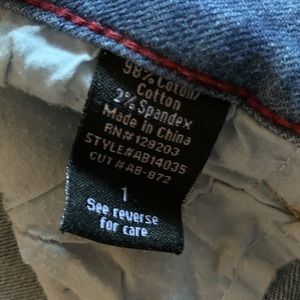 98% Coton/
Cotton
2% Spandex
Made in China
RN#129203
STYLE#AB14035
CUT#AB-872
1
See reverse
for care